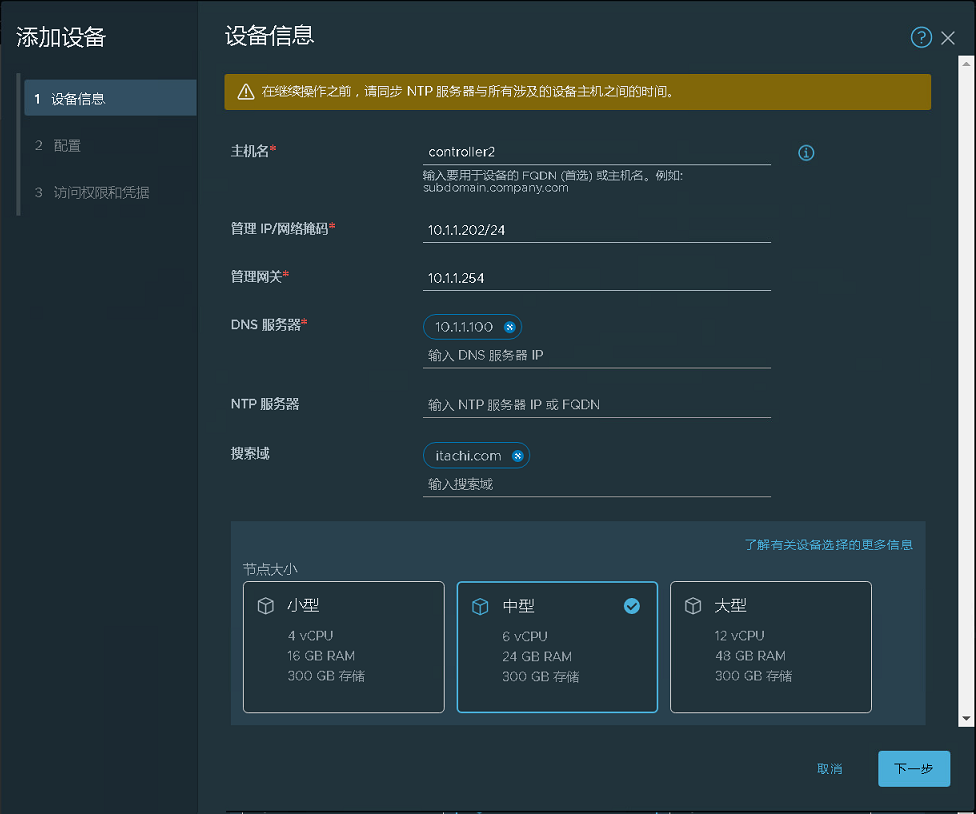 添加设备
1 设备信息
2 配置
3 访问权限和凭据
设备信息
在继续操作之前，请同步 NTP 服务器与所有涉及的设备主机之间的时间。
主机名* controller2
输入要用于设备的 FQDN (首选) 或主机名。例如:
subdomain.company.com
管理 IP/网络掩码* 10.1.1.202/24
管理网关* 10.1.1.254
DNS 服务器* 10.1.1.100
输入 DNS 服务器 IP
NTP 服务器 输入 NTP 服务器 IP 或 FQDN
搜索域 itachi.com
输入搜索域
了解有关设备选择的更多信息
节点大小
小型
4 vCPU
16 GB RAM
300 GB 存储
中型
6 vCPU
24 GB RAM
300 GB 存储
大型
12 vCPU
48 GB RAM
300 GB 存储
取消
下一步